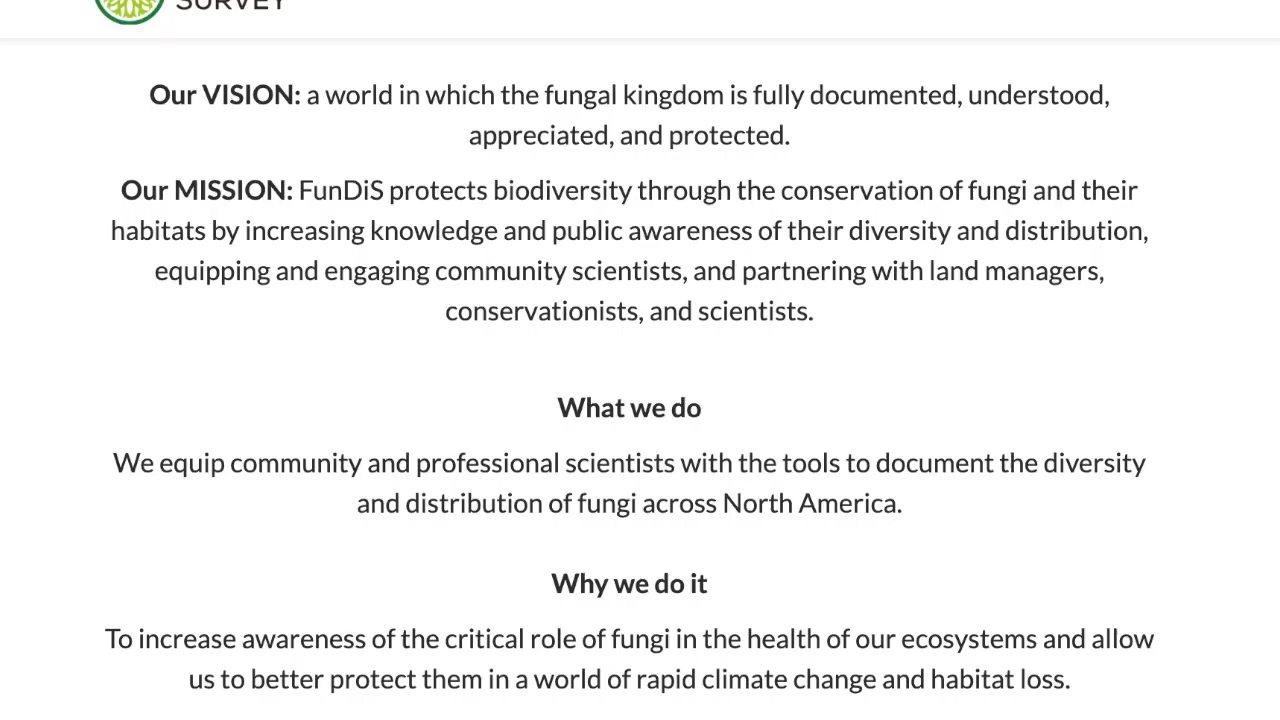 SURVEY
Our VISION: a world in which the fungal kingdom is fully documented, understood,
appreciated, and protected.
Our MISSION: FunDiS protects biodiversity through the conservation of fungi and their
habitats by increasing knowledge and public awareness of their diversity and distribution,
equipping and engaging community scientists, and partnering with land managers,
conservationists, and scientists.
What we do
We equip community and professional scientists with the tools to document the diversity
and distribution of fungi across North America.
Why we do it
To increase awareness of the critical role of fungi in the health of our ecosystems and allow
us to better protect them in a world of rapid climate change and habitat loss.